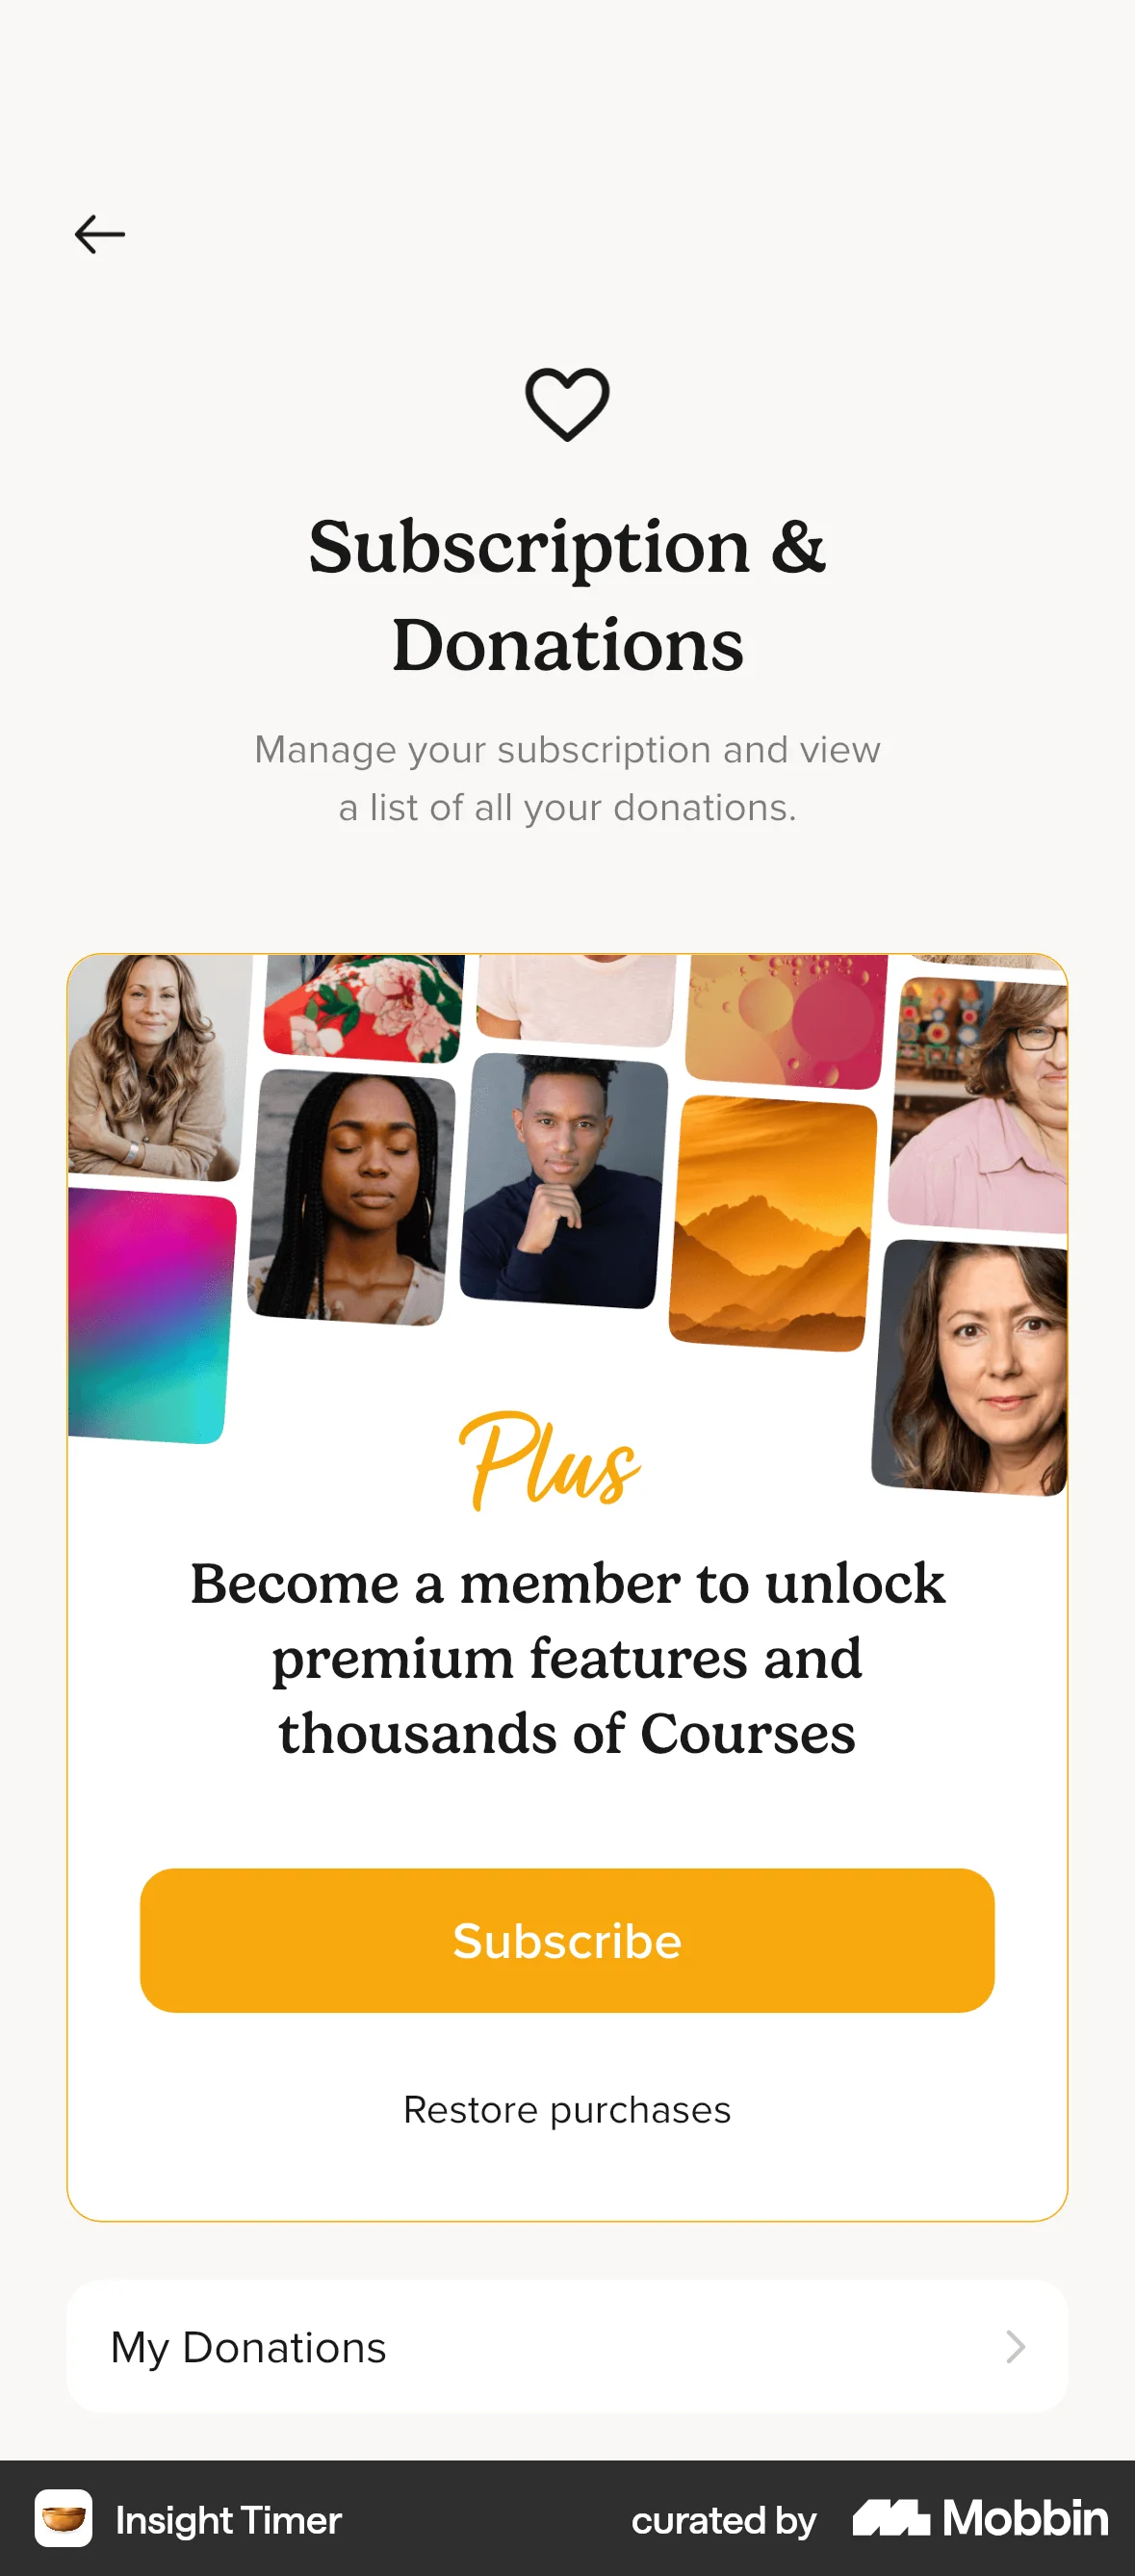 Subscription &
Donations
Manage your subscription and view
a list of all your donations.
Plus
Become a member to unlock
premium features and
thousands of Courses
Subscribe
Restore purchases
My Donations
Insight Timer
curated by Mobbin